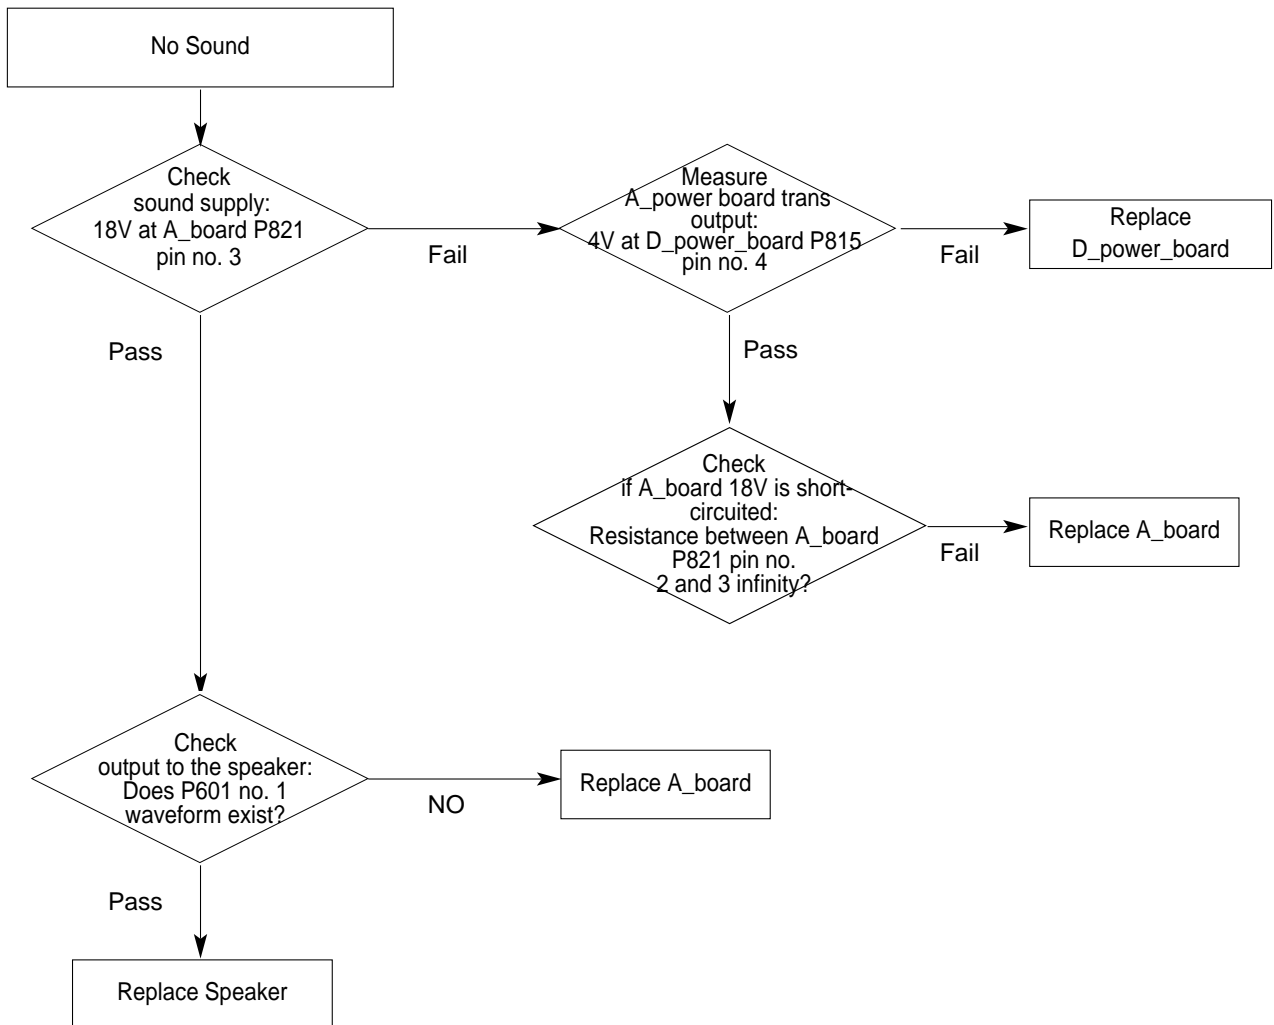 No Sound
Check
sound supply:
18V at A_board P821
pin no. 3
Fail
Measure
A_power board trans
output:
4V at D_power_board P815
pin no. 4
Fail
Replace
D_power_board
Pass
Pass
Check
if A_board 18V is short-
circuited:
Resistance between A_board
P821 pin no.
2 and 3 infinity?
Fail
Replace A_board
Check
output to the speaker:
Does P601 no. 1
waveform exist?
NO
Replace A_board
Pass
Replace Speaker